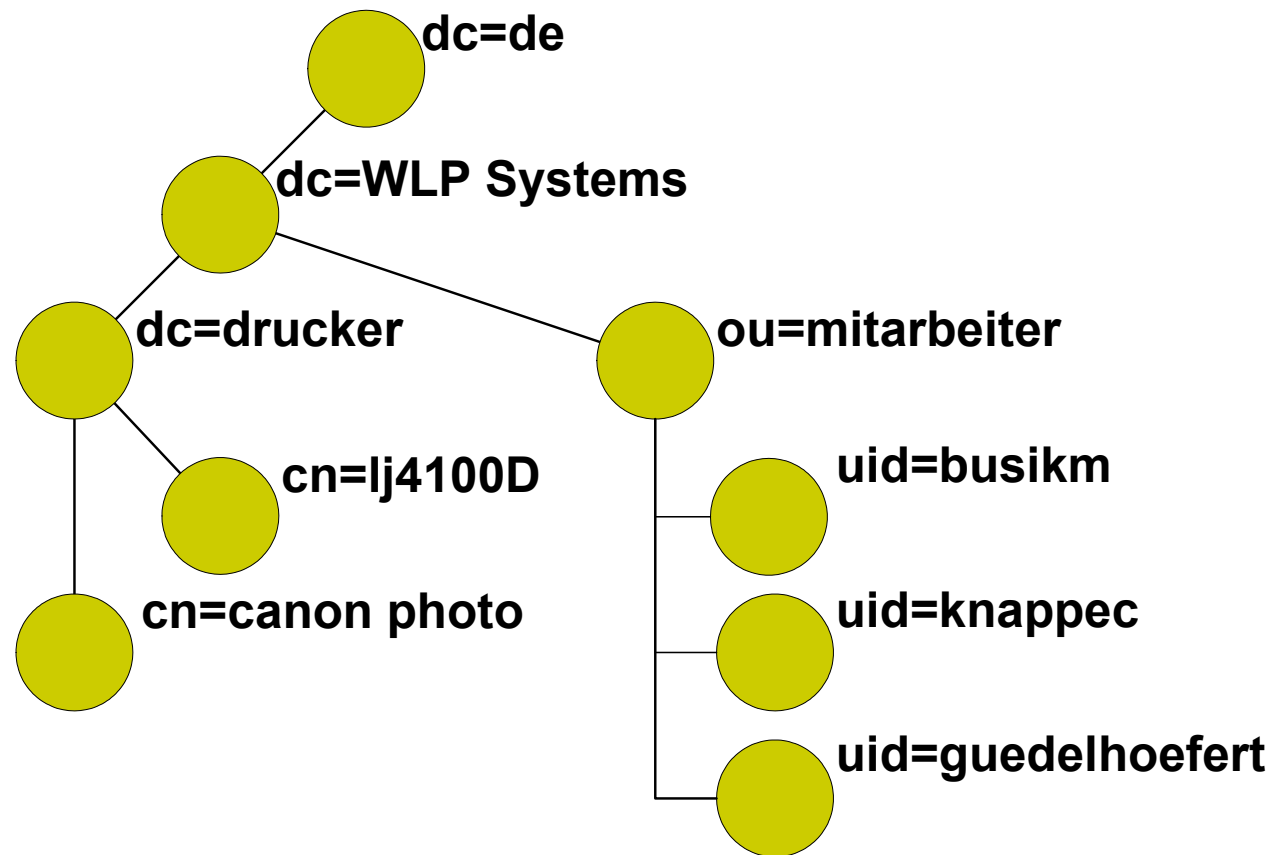 dc=de
dc=WLP Systems
dc=drucker
ou=mitarbeiter
cn=lj4100D
uid=busikm
cn=canon photo
uid=knappec
uid=guedelhoefert